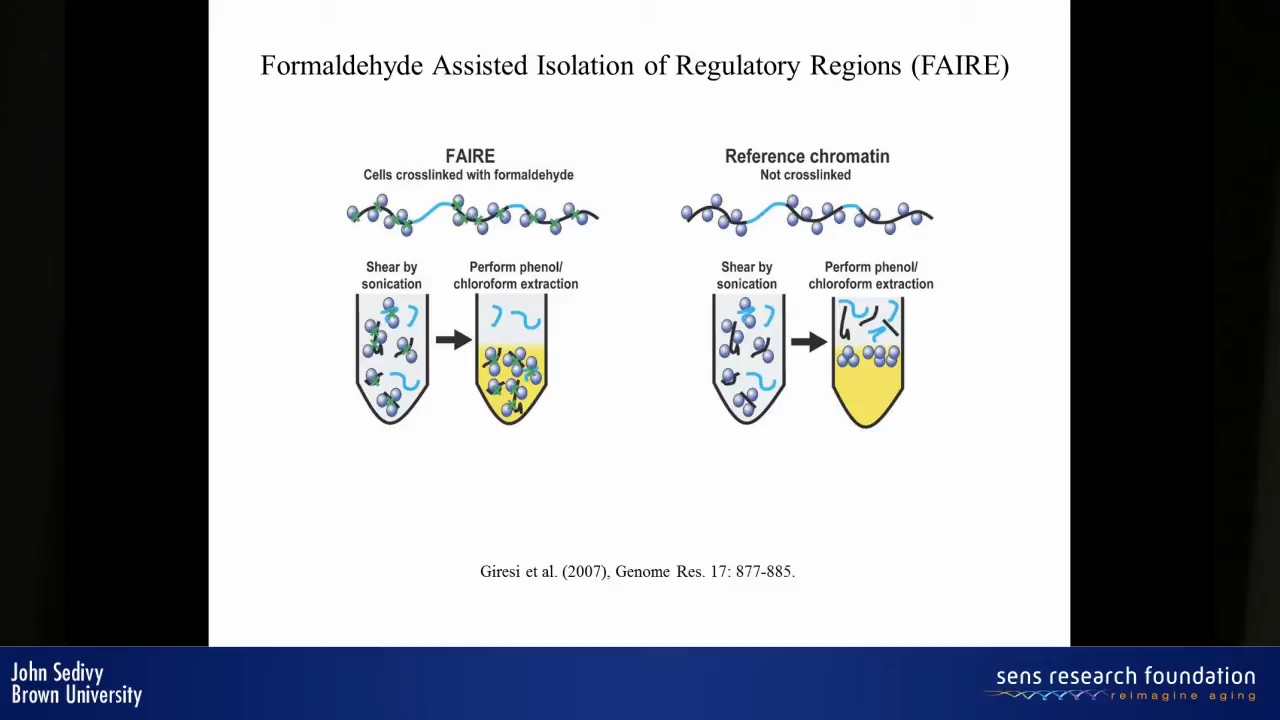 Formaldehyde Assisted Isolation of Regulatory Regions (FAIRE)
FAIRE
Cells crosslinked with formaldehyde
Shear by
sonication
Perform phenol/
chloroform extraction
Reference chromatin
Not crosslinked
Shear by
sonication
Perform phenol/
chloroform extraction
Giresi et al. (2007), Genome Res. 17: 877-885.
John Sedivy
Brown University
sens research foundation
reimagine aging